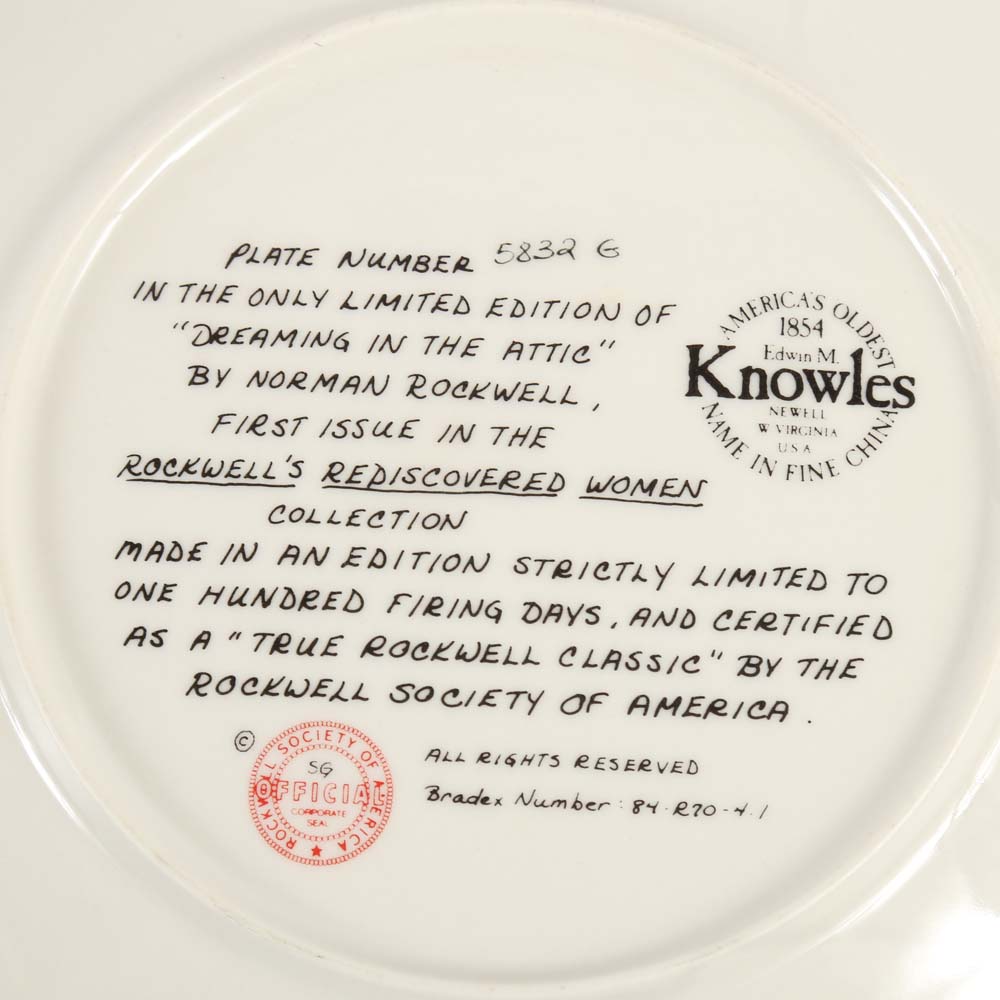 PLATE NUMBER 5832 G
IN THE ONLY LIMITED EDITION OF
"DREAMING IN THE ATTIC"
BY NORMAN ROCKWELL,
FIRST ISSUE IN THE
ROCKWELL'S REDISCOVERED WOMEN
COLLECTION
MADE IN AN EDITION STRICTLY LIMITED TO
ONE HUNDRED FIRING DAYS, AND CERTIFIED
AS A "TRUE ROCKWELL CLASSIC" BY THE
ROCKWELL SOCIETY OF AMERICA.
AMERICA'S OLDEST
1854
Edwin M.
Knowles
NEWELL
W VIRGINIA
USA
NAME IN FINE CHINA
©
ROCKWELL SOCIETY OF AMERICA
SG
OFFICIAL
CORPORATE
SEAL
ALL RIGHTS RESERVED
Bradex Number: 84-R70-4.1